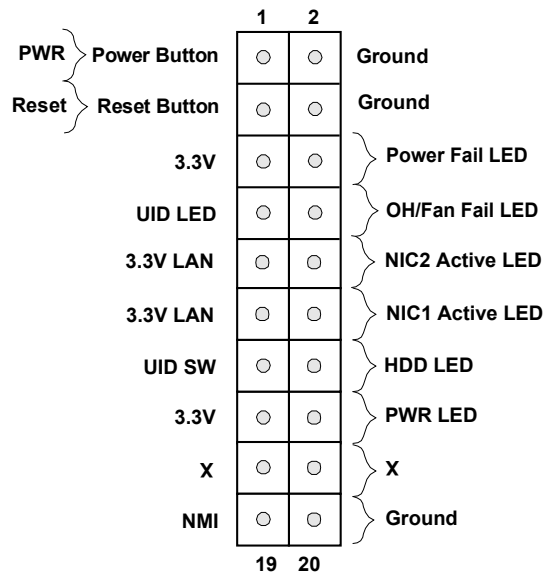 1 2
PWR Power Button Ground
Reset Reset Button Ground
3.3V Power Fail LED
UID LED OH/Fan Fail LED
3.3V LAN NIC2 Active LED
3.3V LAN NIC1 Active LED
UID SW HDD LED
3.3V PWR LED
X X
NMI Ground
19 20